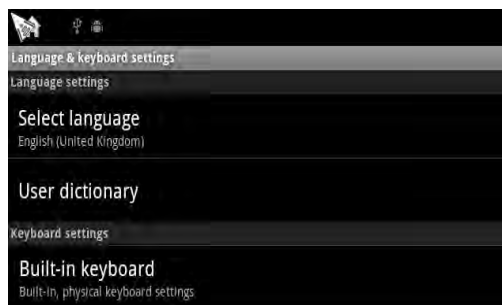 Language & keyboard settings
Language settings
Select language
English (United Kingdom)
User dictionary
Keyboard settings
Built-in keyboard
Built-in, physical keyboard settings